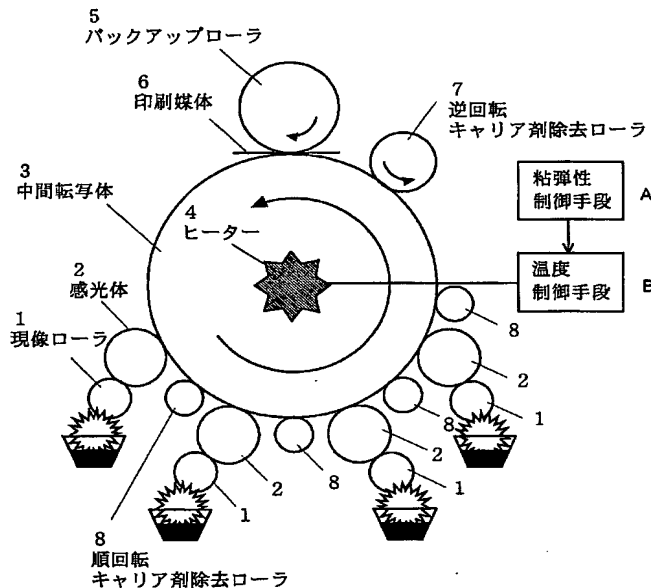 5
バックアップローラ
6
印刷媒体
7
逆回転
キャリア剤除去ローラ
3
中間転写体
4
ヒーター
粘弾性
制御手段
A
温度
制御手段
B
2
感光体
1
現像ローラ
8
2
1
8
2
1
8
2
1
8
順回転
キャリア剤除去ローラ